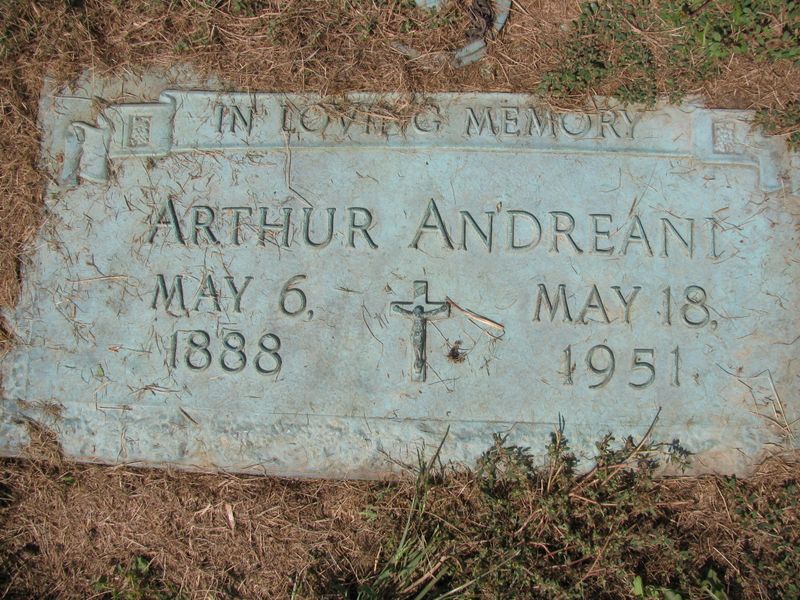 IN LOVING MEMORY
ARTHUR ANDREANI
MAY 6, 1888
MAY 18, 1951